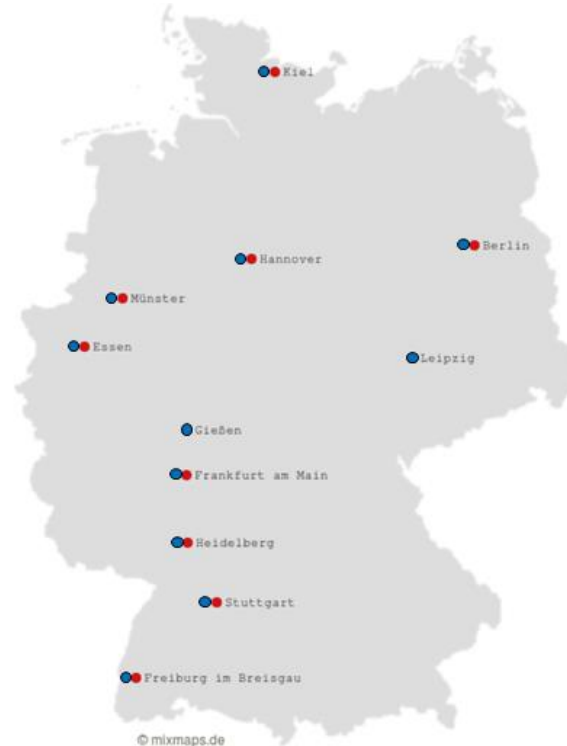 Kiel
Berlin
Hannover
Münster
Essen
Leipzig
Gießen
Frankfurt am Main
Heidelberg
Stuttgart
Freiburg im Breisgau
© mixmaps.de